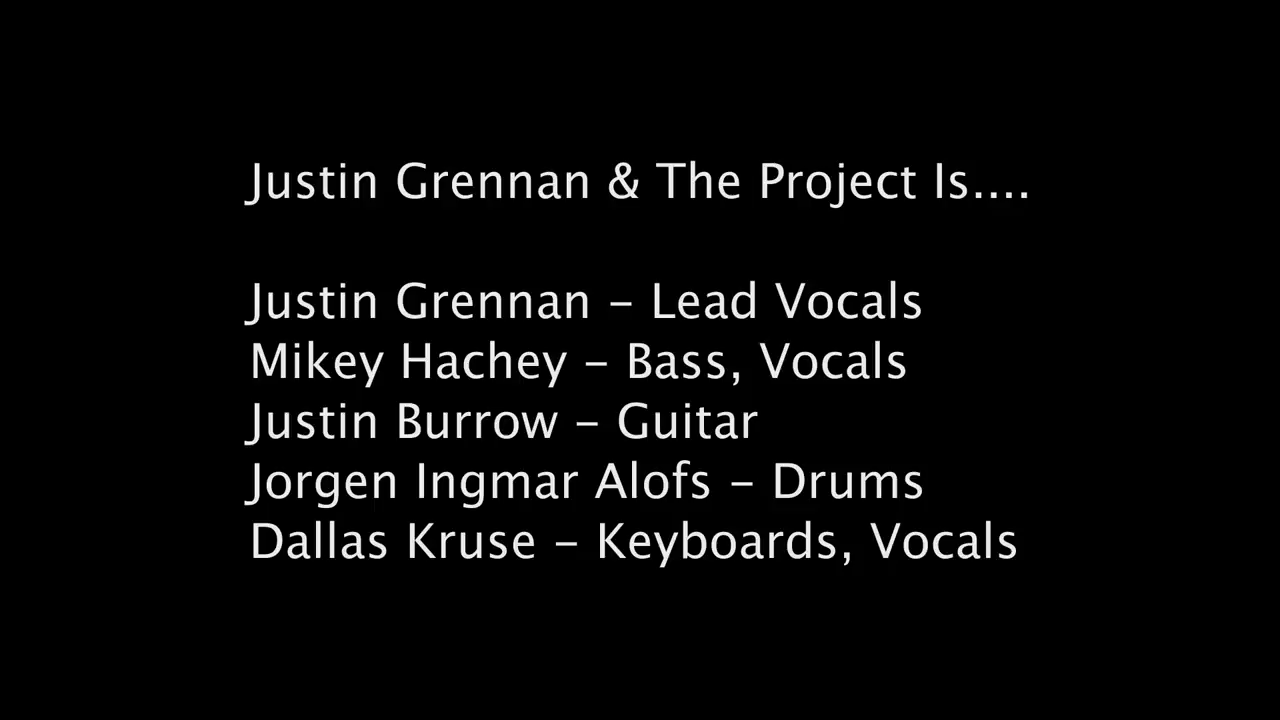 Justin Grennan & The Project Is....
Justin Grennan – Lead Vocals
Mikey Hachey – Bass, Vocals
Justin Burrow – Guitar
Jorgen Ingmar Alofs – Drums
Dallas Kruse – Keyboards, Vocals